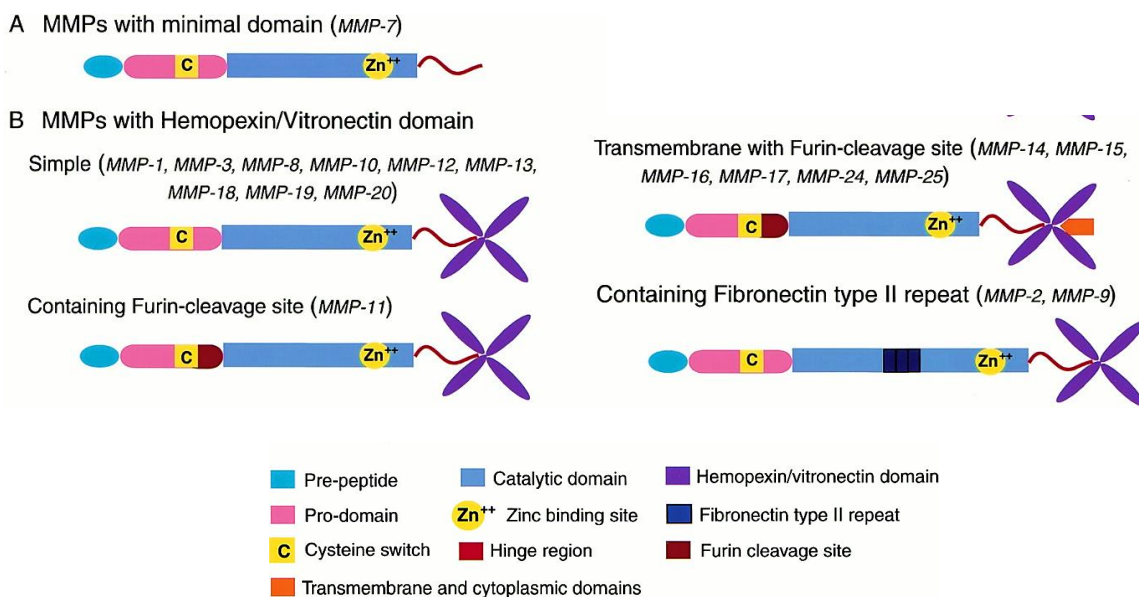 A MMPs with minimal domain (MMP-7)
C
Zn++
B MMPs with Hemopexin/Vitronectin domain
Simple (MMP-1, MMP-3, MMP-8, MMP-10, MMP-12, MMP-13,
MMP-18, MMP-19, MMP-20)
C
Zn++
Containing Furin-cleavage site (MMP-11)
C
Zn++
Transmembrane with Furin-cleavage site (MMP-14, MMP-15,
MMP-16, MMP-17, MMP-24, MMP-25)
C
Zn++
Containing Fibronectin type II repeat (MMP-2, MMP-9)
C
Zn++
Pre-peptide
Catalytic domain
Hemopexin/vitronectin domain
Pro-domain
Zn++ Zinc binding site
Fibronectin type II repeat
C Cysteine switch
Hinge region
Furin cleavage site
Transmembrane and cytoplasmic domains